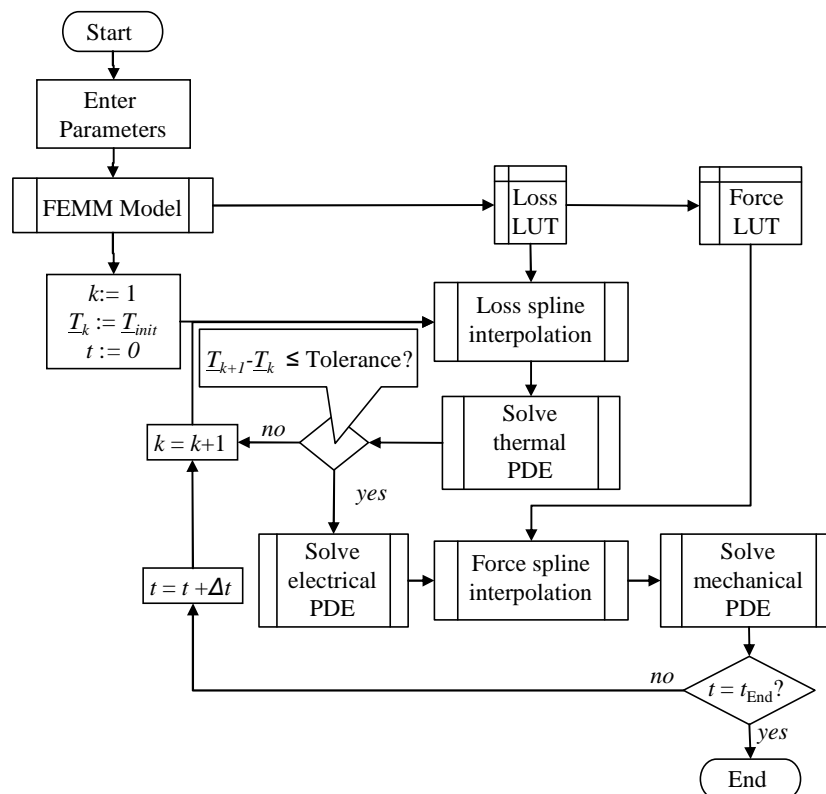 Start
Enter
Parameters
FEMM Model
Loss
LUT
Force
LUT
k:= 1
T_k := T_init
t := 0
Loss spline
interpolation
T_k+1-T_k ≤ Tolerance?
Solve
thermal
PDE
no
k = k+1
yes
Solve
electrical
PDE
Force spline
interpolation
Solve
mechanical
PDE
t = t +Δt
no
t = t_End?
yes
End